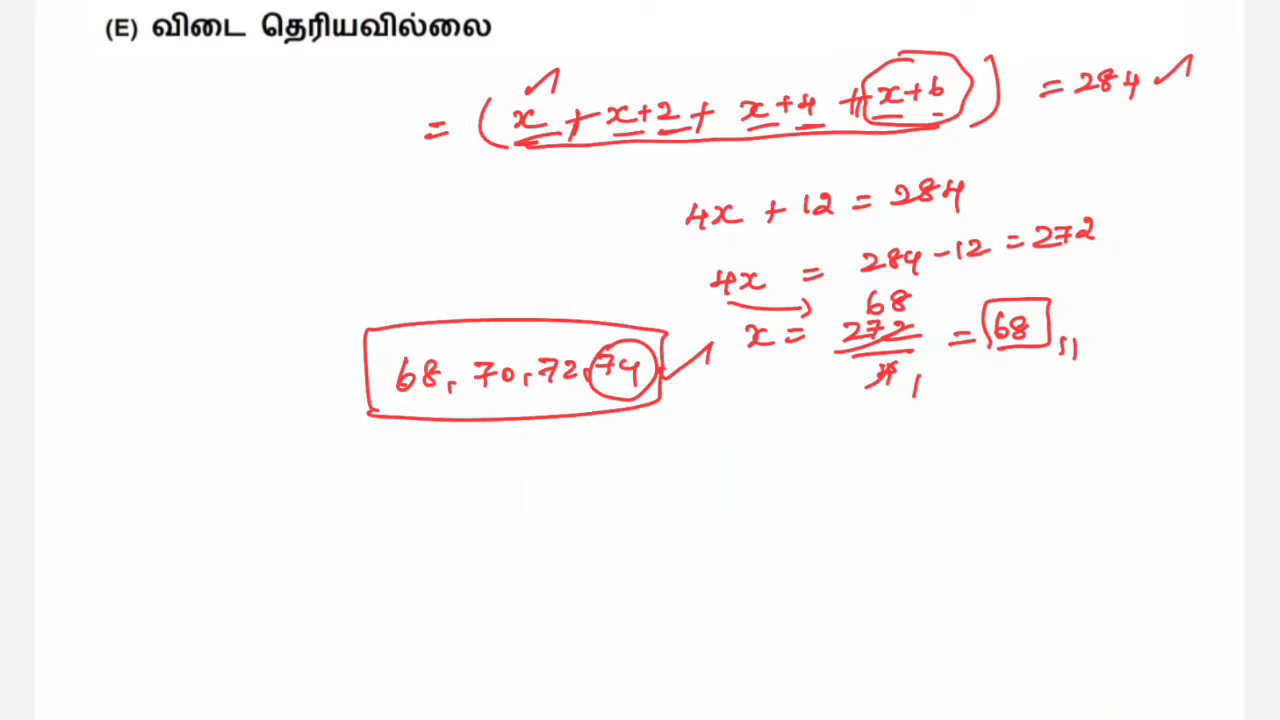 (E) விடை தெரியவில்லை
= (x + x+2 + x+4 + x+6) = 284
4x + 12 = 284
4x = 284 - 12 = 272
68
x = 272/4 = 68 ,,
1
68, 70, 72, 74